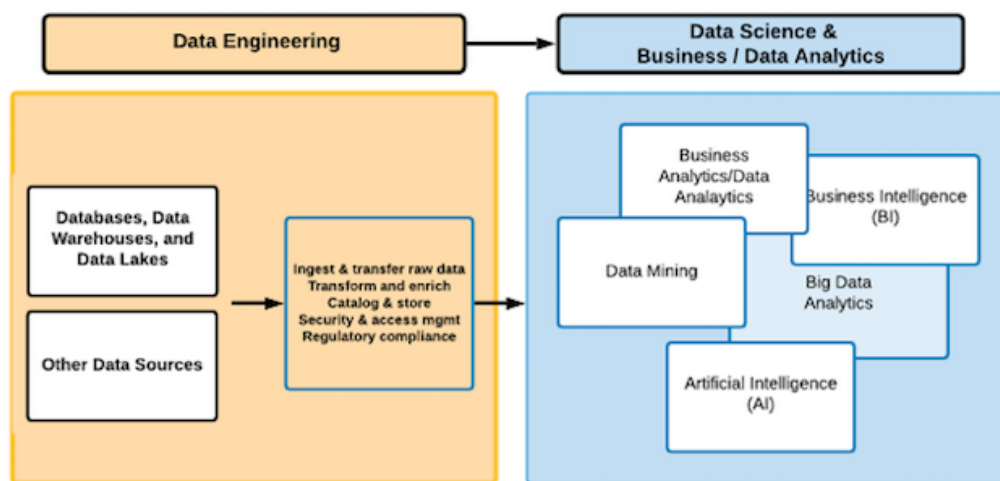 Data Engineering
Data Science &
Business / Data Analytics
Databases, Data
Warehouses, and
Data Lakes
Other Data Sources
Ingest & transfer raw data
Transform and enrich
Catalog & store
Security & access mgmt
Regulatory compliance
Business
Analytics/Data
Analaytics
Business Intelligence
(BI)
Data Mining
Big Data
Analytics
Artificial Intelligence
(AI)